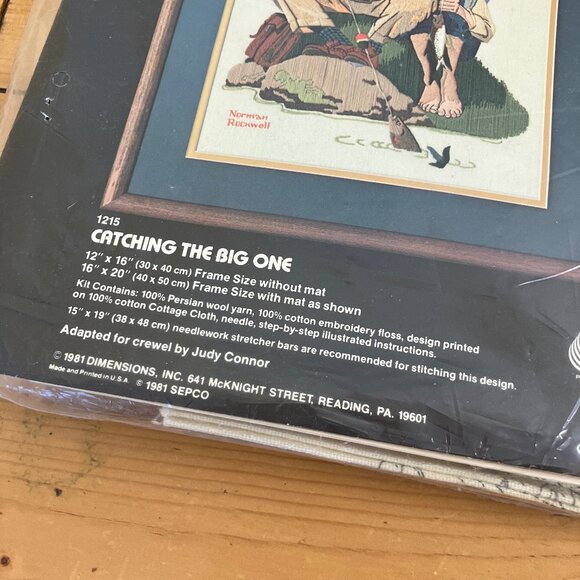 Norman
Rockwell
1215
CATCHING THE BIG ONE
12" x 16" (30 x 40 cm) Frame Size without mat
16" x 20" (40 x 50 cm) Frame Size with mat as shown
Kit Contains: 100% Persian wool yarn, 100% cotton embroidery floss, design printed
on 100% cotton Cottage Cloth, needle, step-by-step illustrated instructions.
15" x 19" (38 x 48 cm) needlework stretcher bars are recommended for stitching this design.
Adapted for crewel by Judy Connor
© 1981 DIMENSIONS, INC. 641 McKNIGHT STREET, READING, PA. 19601
Made and Printed in U.S.A. © 1981 SEPCO